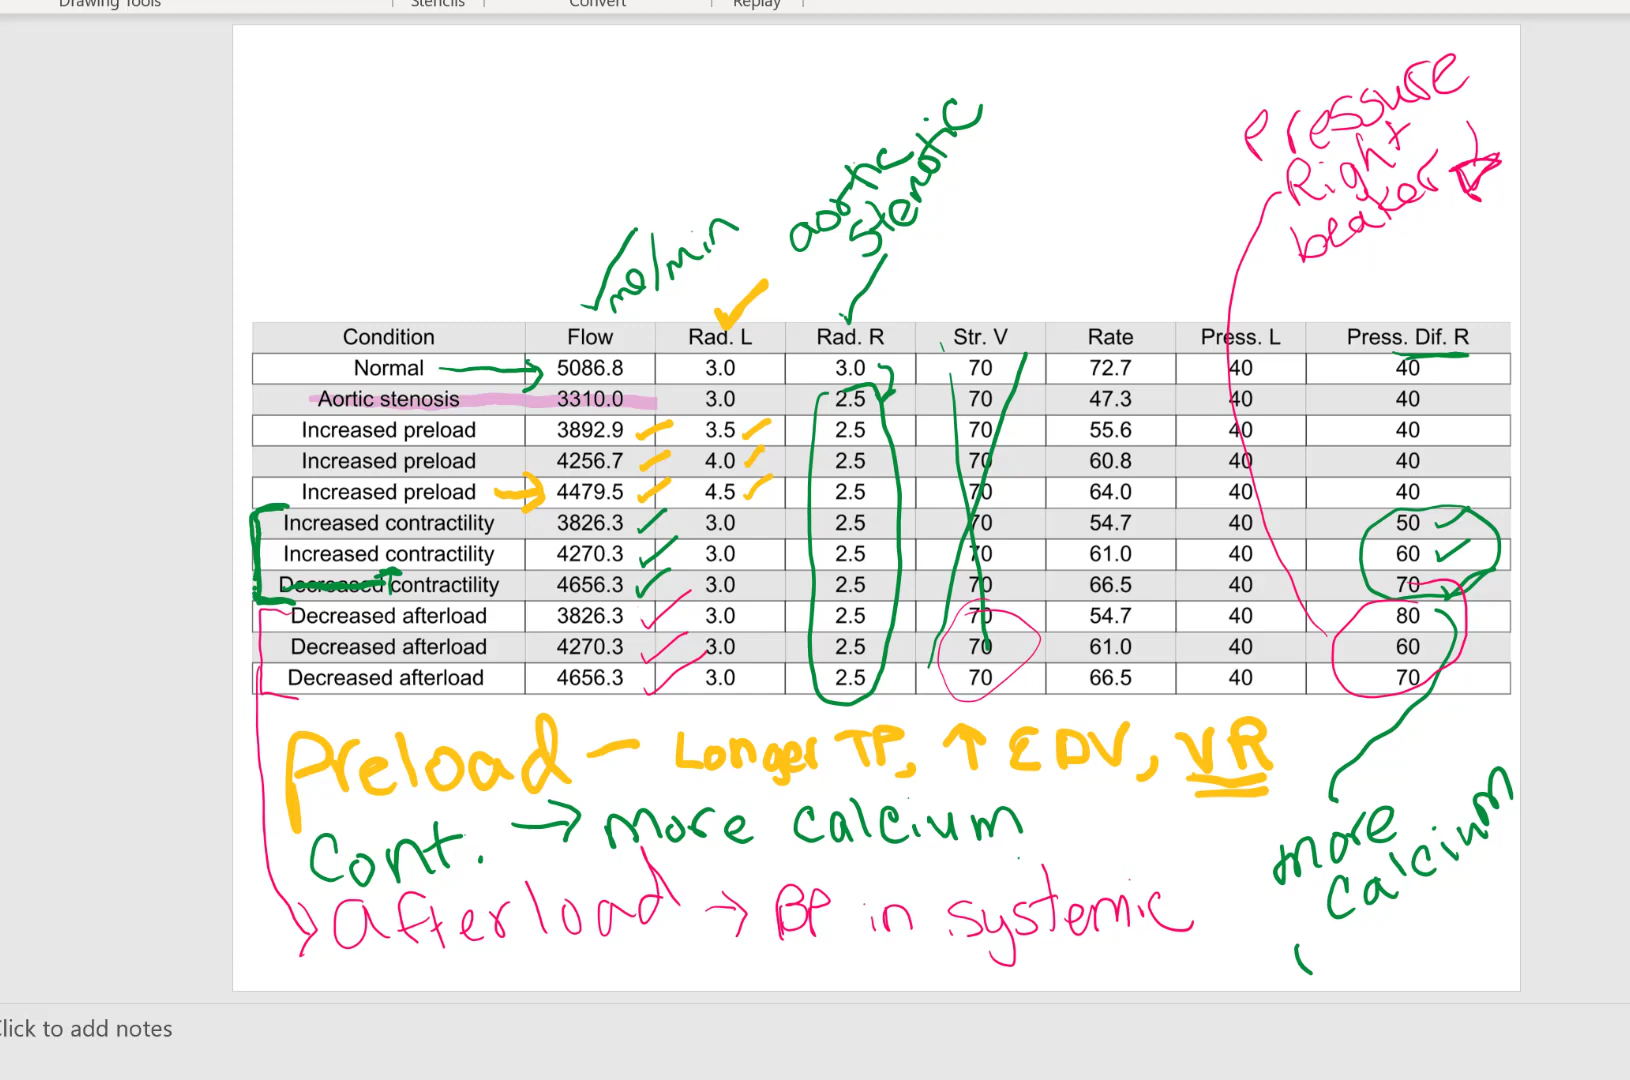 Drawing Tools Stencils Convert Replay
Pressure
Right
beaker
aortic
stenotic
ml/min
Condition Flow Rad. L Rad. R Str. V Rate Press. L Press. Dif. R
Normal 5086.8 3.0 3.0 70 72.7 40 40
Aortic stenosis 3310.0 3.0 2.5 70 47.3 40 40
Increased preload 3892.9 3.5 2.5 70 55.6 40 40
Increased preload 4256.7 4.0 2.5 70 60.8 40 40
Increased preload 4479.5 4.5 2.5 70 64.0 40 40
Increased contractility 3826.3 3.0 2.5 70 54.7 40 50
Increased contractility 4270.3 3.0 2.5 70 61.0 40 60
Decreased contractility 4656.3 3.0 2.5 70 66.5 40 70
Decreased afterload 3826.3 3.0 2.5 70 54.7 40 80
Decreased afterload 4270.3 3.0 2.5 70 61.0 40 60
Decreased afterload 4656.3 3.0 2.5 70 66.5 40 70
Preload – Longer TP, ↑ EDV, VR
Cont. → more calcium
afterload → BP in systemic
more
calcium
Click to add notes